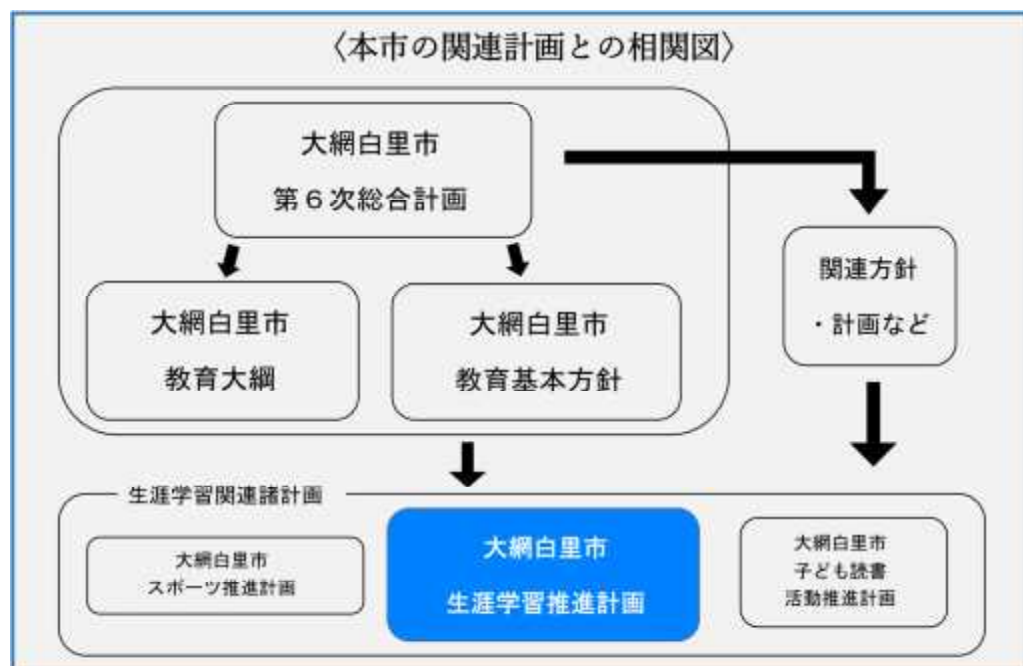 〈本市の関連計画との相関図〉
大網白里市
第６次総合計画
関連方針
・計画など
大網白里市
教育大綱
大網白里市
教育基本方針
生涯学習関連諸計画
大網白里市
スポーツ推進計画
大網白里市
生涯学習推進計画
大網白里市
子ども読書
活動推進計画